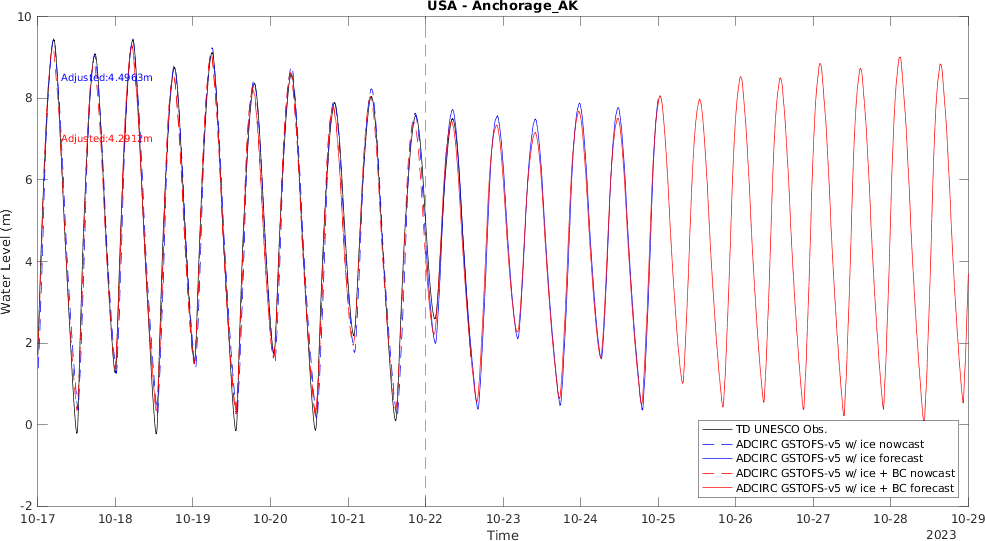 USA - Anchorage_AK
10
8
6
4
2
0
-2
Water Level (m)
Adjusted:4.4963m
Adjusted:4.2912m
TD UNESCO Obs.
ADCIRC GSTOFS-v5 w/ ice nowcast
ADCIRC GSTOFS-v5 w/ ice forecast
ADCIRC GSTOFS-v5 w/ ice + BC nowcast
ADCIRC GSTOFS-v5 w/ ice + BC forecast
10-17 10-18 10-19 10-20 10-21 10-22 10-23 10-24 10-25 10-26 10-27 10-28 10-29
Time
2023